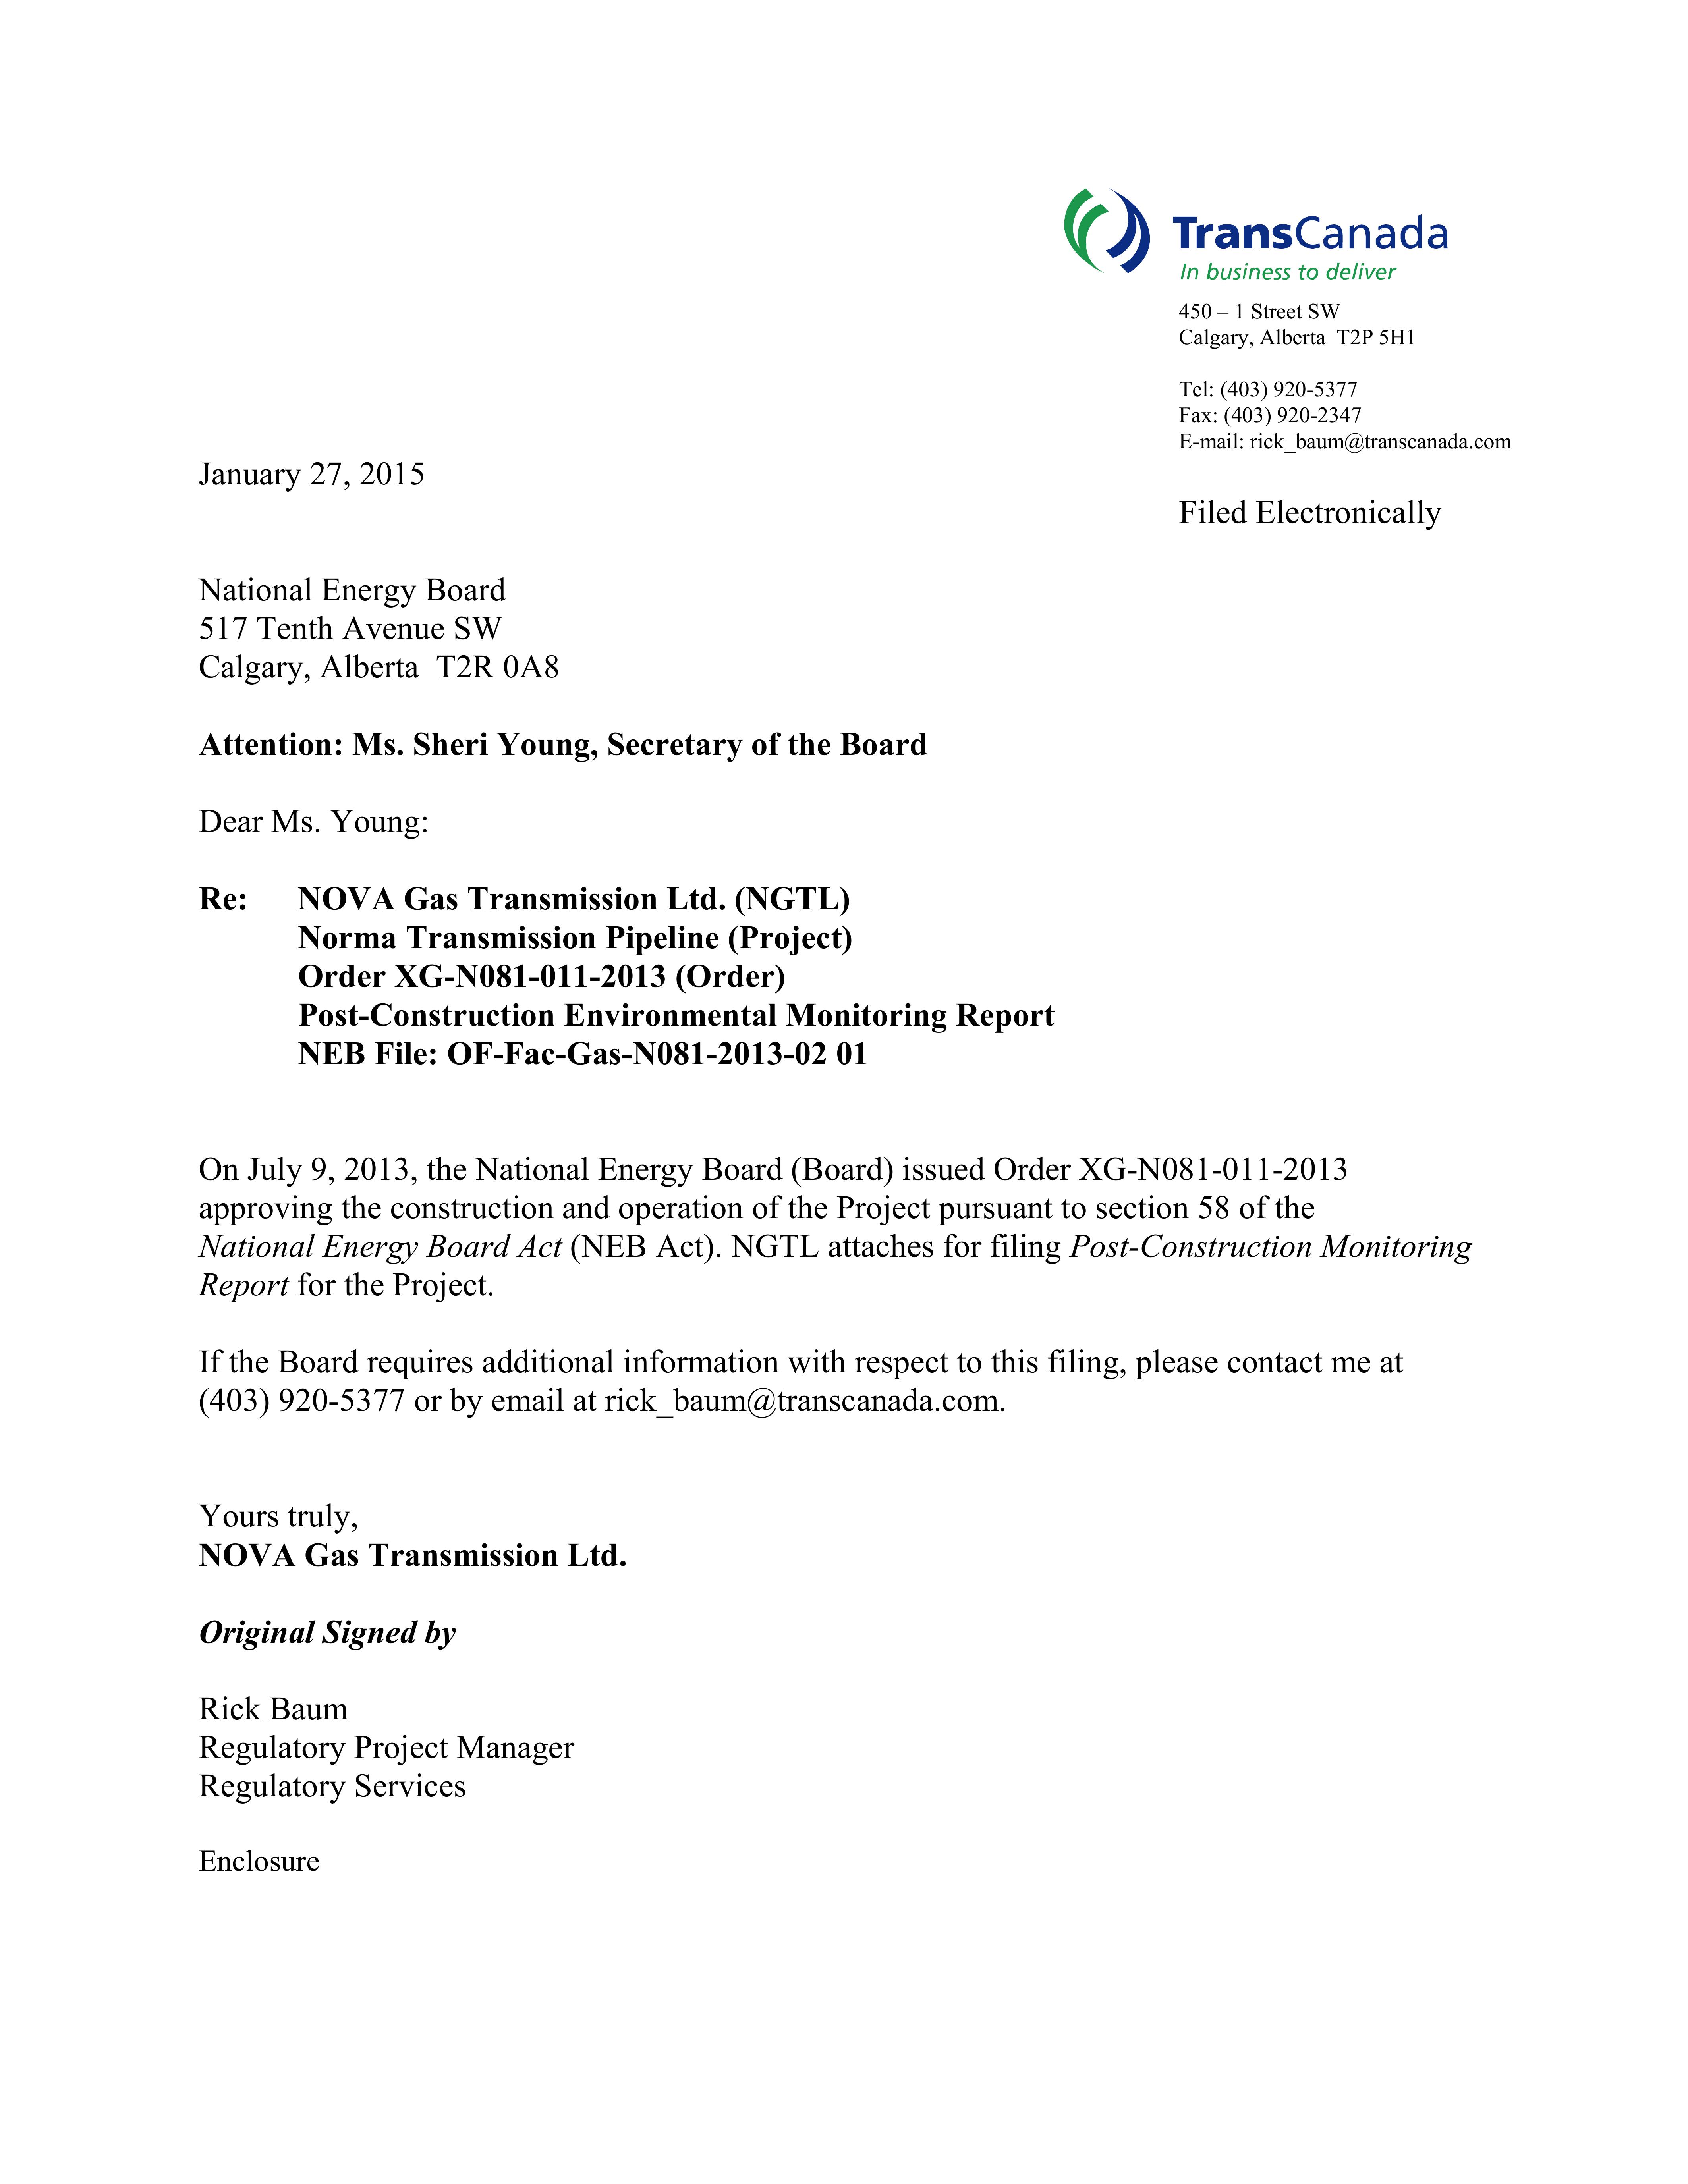 TransCanada
In business to deliver
450 – 1 Street SW
Calgary, Alberta  T2P 5H1
Tel: (403) 920-5377
Fax: (403) 920-2347
E-mail: rick_baum@transcanada.com
January 27, 2015
Filed Electronically
National Energy Board
517 Tenth Avenue SW
Calgary, Alberta  T2R 0A8
Attention: Ms. Sheri Young, Secretary of the Board
Dear Ms. Young:
Re: NOVA Gas Transmission Ltd. (NGTL)
Norma Transmission Pipeline (Project)
Order XG-N081-011-2013 (Order)
Post-Construction Environmental Monitoring Report
NEB File: OF-Fac-Gas-N081-2013-02 01
On July 9, 2013, the National Energy Board (Board) issued Order XG-N081-011-2013
approving the construction and operation of the Project pursuant to section 58 of the
National Energy Board Act (NEB Act). NGTL attaches for filing Post-Construction Monitoring
Report for the Project.
If the Board requires additional information with respect to this filing, please contact me at
(403) 920-5377 or by email at rick_baum@transcanada.com.
Yours truly,
NOVA Gas Transmission Ltd.
Original Signed by
Rick Baum
Regulatory Project Manager
Regulatory Services
Enclosure